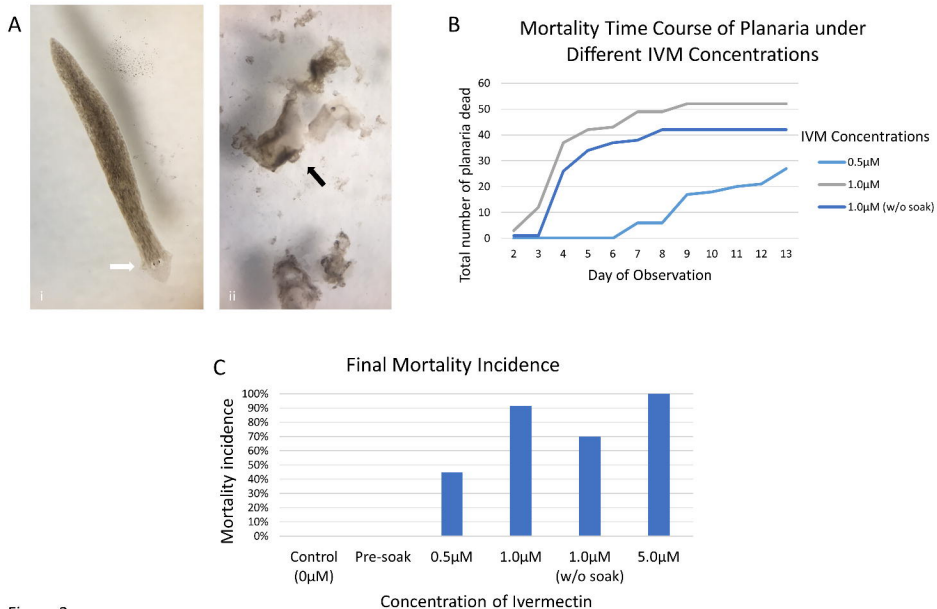 A
i
ii
B
Mortality Time Course of Planaria under
Different IVM Concentrations
Total number of planaria dead
60
50
40
30
20
10
0
2 3 4 5 6 7 8 9 10 11 12 13
Day of Observation
IVM Concentrations
0.5µM
1.0µM
1.0µM (w/o soak)
C
Final Mortality Incidence
Mortality incidence
100%
90%
80%
70%
60%
50%
40%
30%
20%
10%
0%
Control Pre-soak 0.5µM 1.0µM 1.0µM 5.0µM
(0µM) (w/o soak)
Concentration of Ivermectin